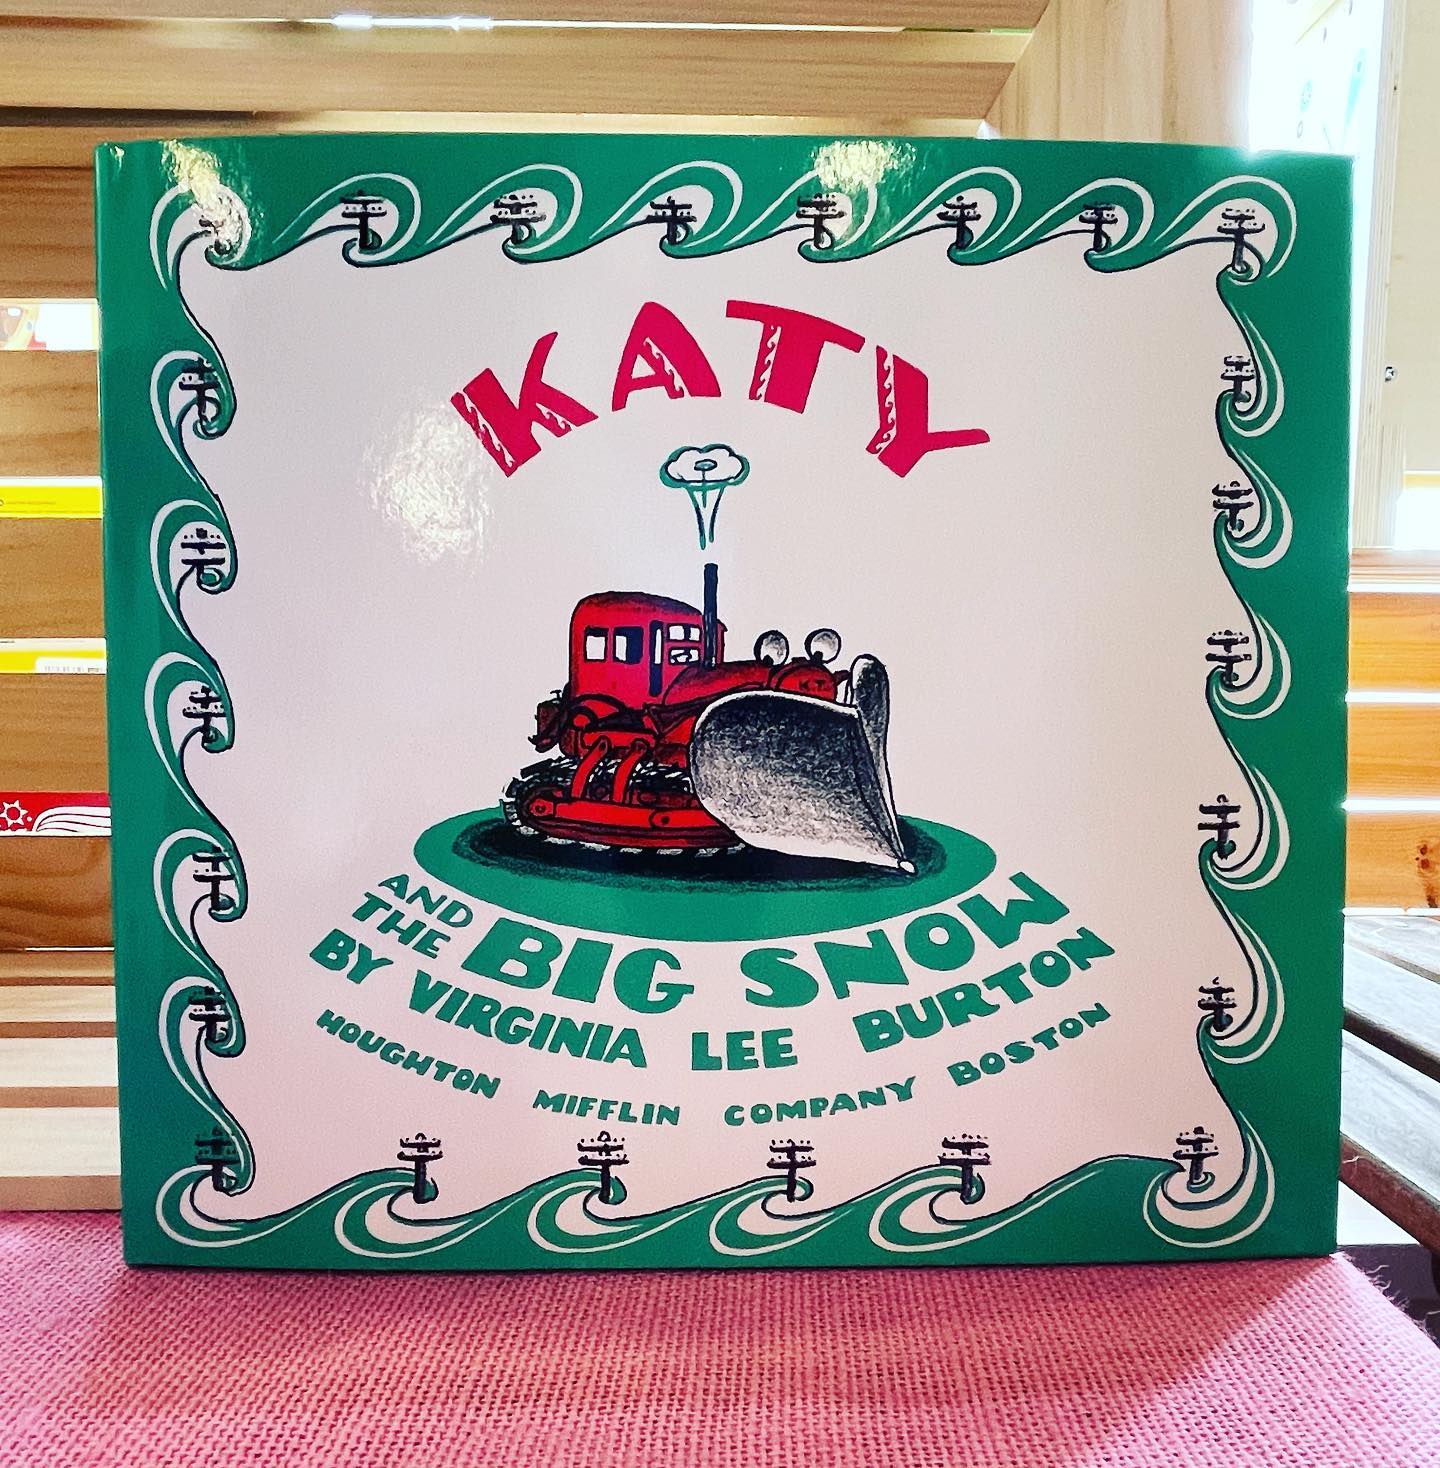 KATY
K.T.
AND
THE
BIG SNOW
BY VIRGINIA LEE BURTON
HOUGHTON MIFFLIN COMPANY BOSTON